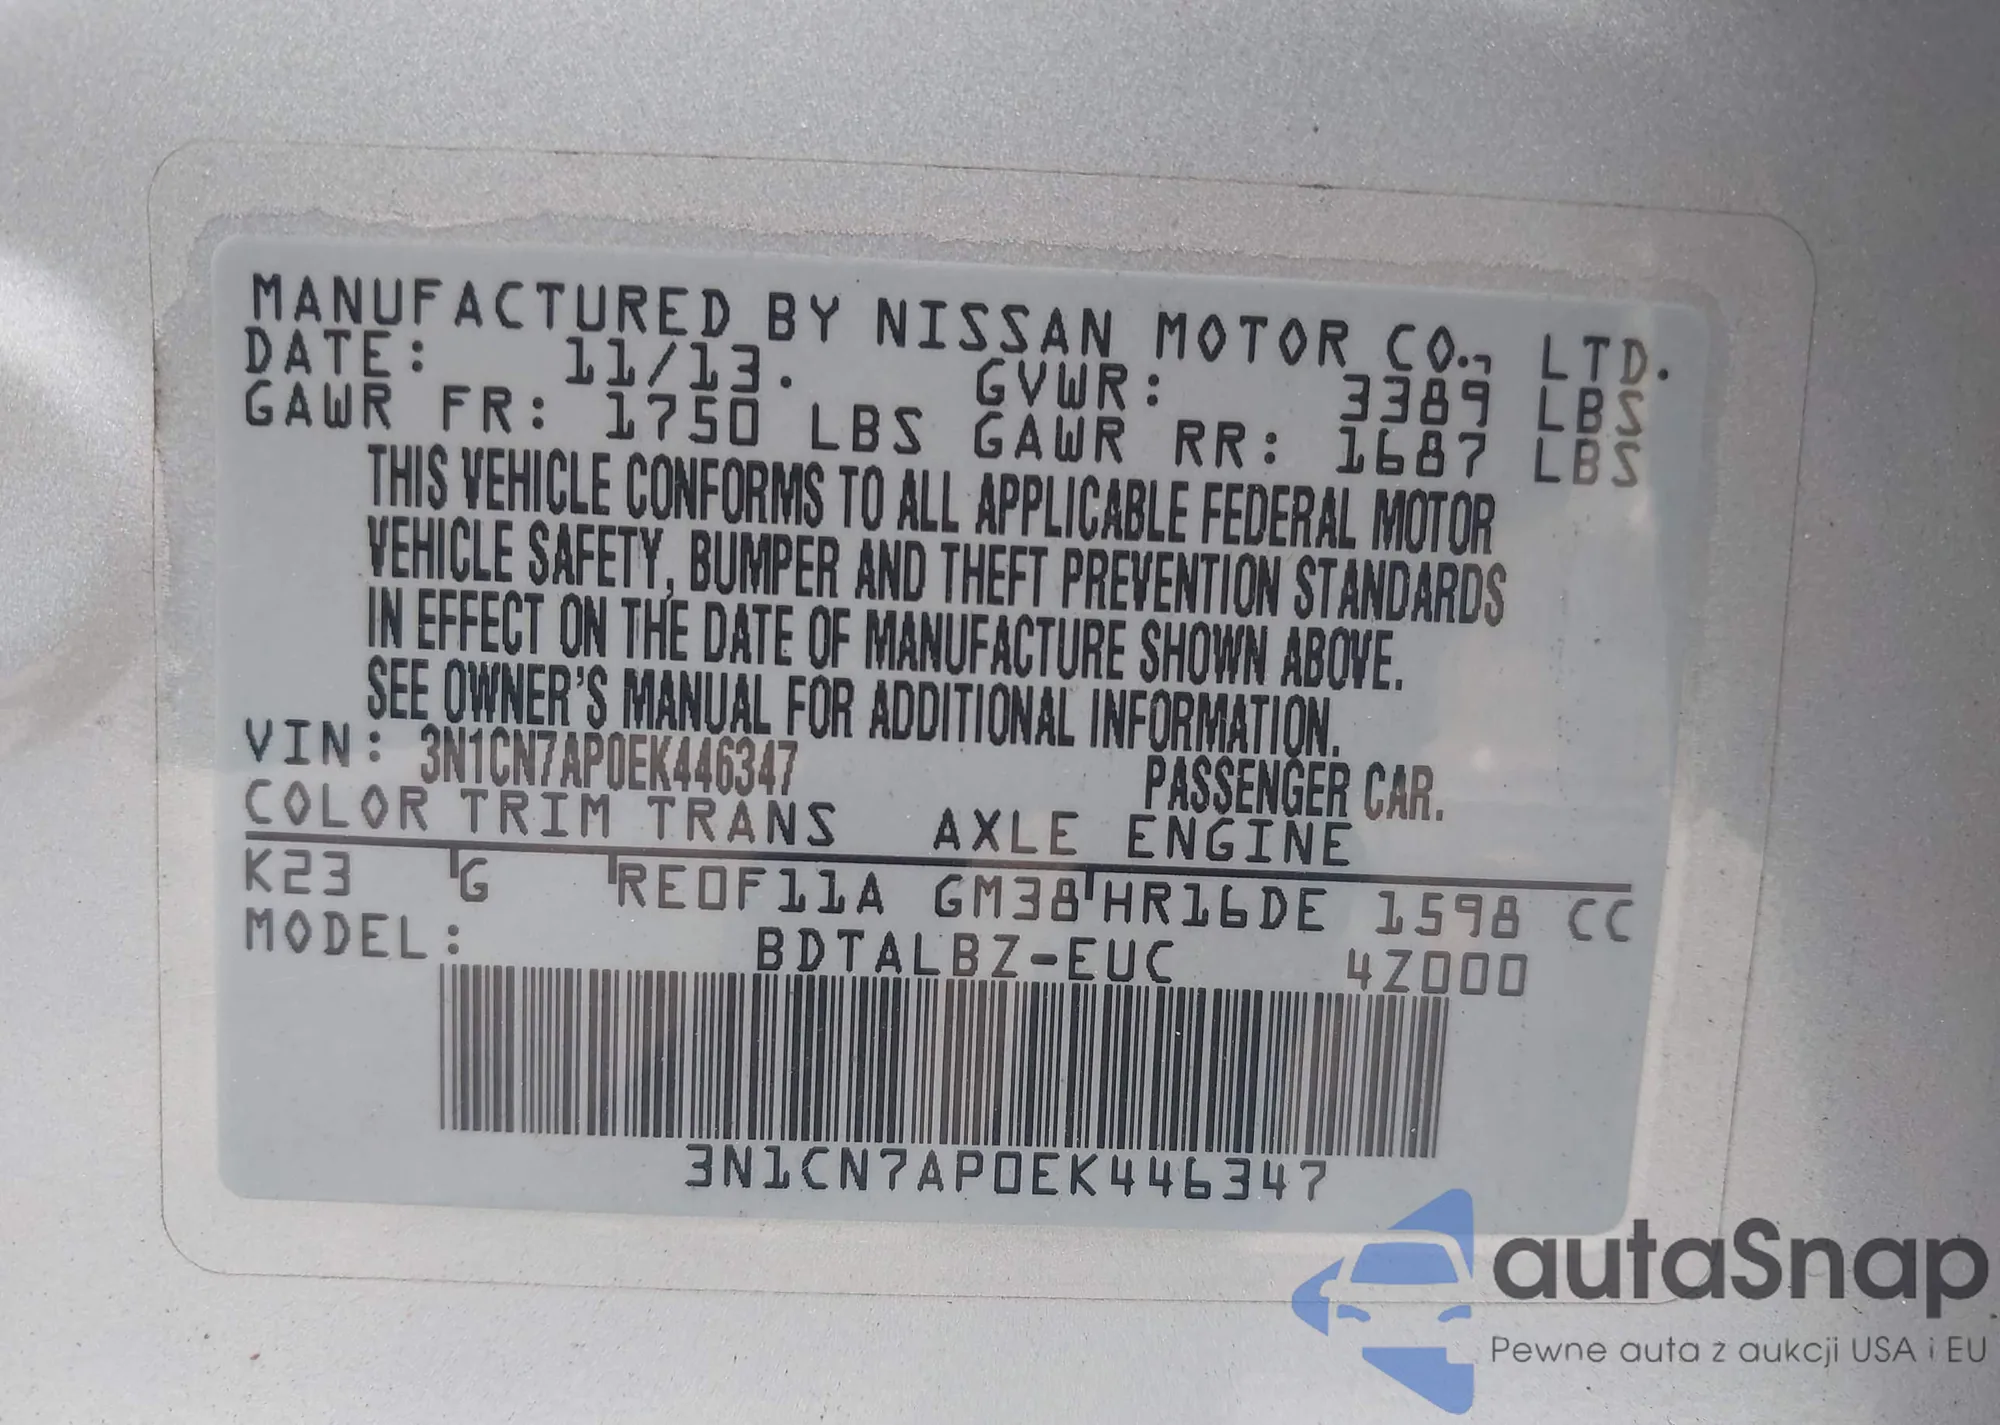 MANUFACTURED BY NISSAN MOTOR CO., LTD.
DATE: 11/13. GVWR: 3389 LBS
GAWR FR: 1750 LBS GAWR RR: 1687 LBS
THIS VEHICLE CONFORMS TO ALL APPLICABLE FEDERAL MOTOR
VEHICLE SAFETY, BUMPER AND THEFT PREVENTION STANDARDS
IN EFFECT ON THE DATE OF MANUFACTURE SHOWN ABOVE.
SEE OWNER'S MANUAL FOR ADDITIONAL INFORMATION.
VIN: 3N1CN7AP0EK446347 PASSENGER CAR.
COLOR TRIM TRANS AXLE ENGINE
K23 G RE0F11A GM38 HR16DE 1598 CC
MODEL: BDTALBZ-EUC 4Z000
3N1CN7AP0EK446347
autaSnap
Pewne auta z aukcji USA i EU